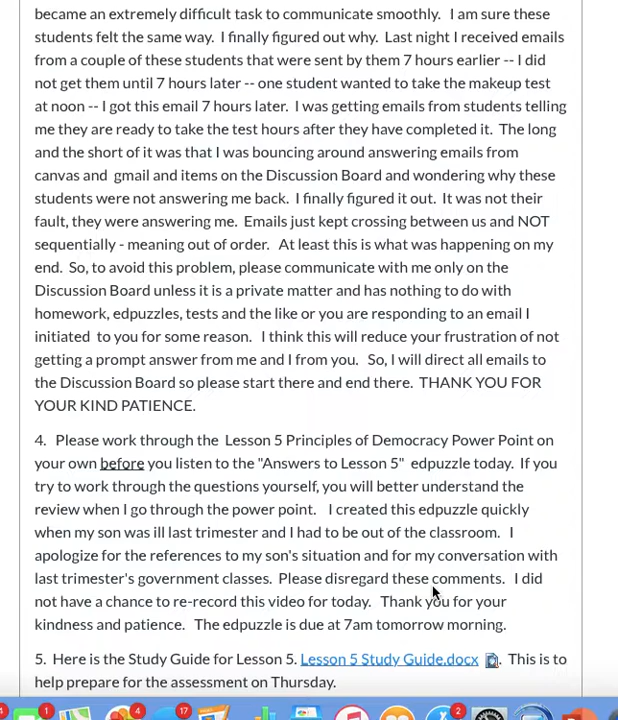 became an extremely difficult task to communicate smoothly. I am sure these
students felt the same way. I finally figured out why. Last night I received emails
from a couple of these students that were sent by them 7 hours earlier -- I did
not get them until 7 hours later -- one student wanted to take the makeup test
at noon -- I got this email 7 hours later. I was getting emails from students telling
me they are ready to take the test hours after they have completed it. The long
and the short of it was that I was bouncing around answering emails from
canvas and gmail and items on the Discussion Board and wondering why these
students were not answering me back. I finally figured it out. It was not their
fault, they were answering me. Emails just kept crossing between us and NOT
sequentially - meaning out of order. At least this is what was happening on my
end. So, to avoid this problem, please communicate with me only on the
Discussion Board unless it is a private matter and has nothing to do with
homework, edpuzzles, tests and the like or you are responding to an email I
initiated to you for some reason. I think this will reduce your frustration of not
getting a prompt answer from me and I from you. So, I will direct all emails to
the Discussion Board so please start there and end there. THANK YOU FOR
YOUR KIND PATIENCE.
4. Please work through the Lesson 5 Principles of Democracy Power Point on
your own before you listen to the "Answers to Lesson 5" edpuzzle today. If you
try to work through the questions yourself, you will better understand the
review when I go through the power point. I created this edpuzzle quickly
when my son was ill last trimester and I had to be out of the classroom. I
apologize for the references to my son's situation and for my conversation with
last trimester's government classes. Please disregard these comments. I did
not have a chance to re-record this video for today. Thank you for your
kindness and patience. The edpuzzle is due at 7am tomorrow morning.
5. Here is the Study Guide for Lesson 5. Lesson 5 Study Guide.docx . This is to
help prepare for the assessment on Thursday.
1 4 17 2